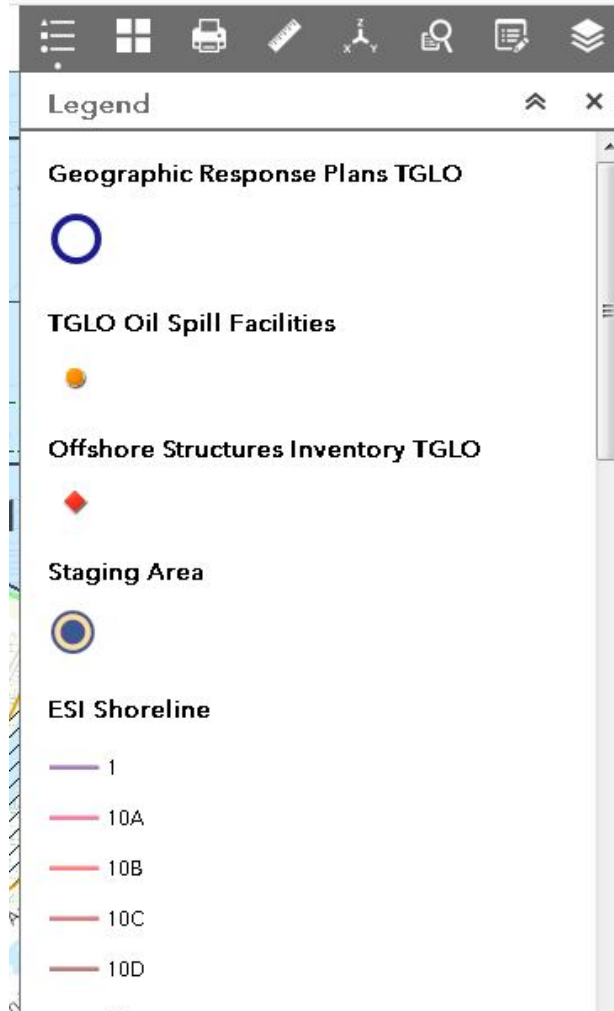 Legend
Geographic Response Plans TGLO
TGLO Oil Spill Facilities
Offshore Structures Inventory TGLO
Staging Area
ESI Shoreline
1
10A
10B
10C
10D